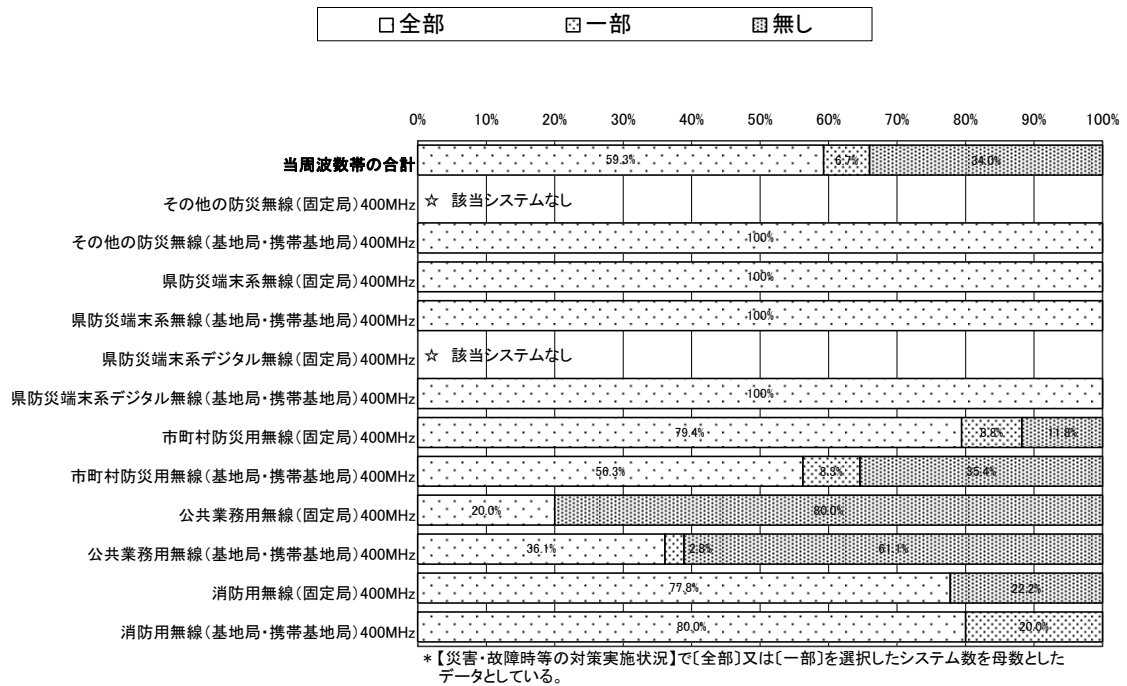 全部 一部 無し
0% 10% 20% 30% 40% 50% 60% 70% 80% 90% 100%
当周波数帯の合計 59.3% 6.7% 34.0%
その他の防災無線（固定局）400MHz ☆ 該当システムなし
その他の防災無線（基地局・携帯基地局）400MHz 100%
県防災端末系無線（固定局）400MHz 100%
県防災端末系無線（基地局・携帯基地局）400MHz 100%
県防災端末系デジタル無線（固定局）400MHz ☆ 該当システムなし
県防災端末系デジタル無線（基地局・携帯基地局）400MHz 100%
市町村防災用無線（固定局）400MHz 79.4% 8.8% 11.8%
市町村防災用無線（基地局・携帯基地局）400MHz 56.3% 8.3% 35.4%
公共業務用無線（固定局）400MHz 20.0% 80.0%
公共業務用無線（基地局・携帯基地局）400MHz 36.1% 2.8% 61.1%
消防用無線（固定局）400MHz 77.8% 22.2%
消防用無線（基地局・携帯基地局）400MHz 80.0% 20.0%
*【災害・故障時等の対策実施状況】で〔全部〕又は〔一部〕を選択したシステム数を母数とした
データとしている。